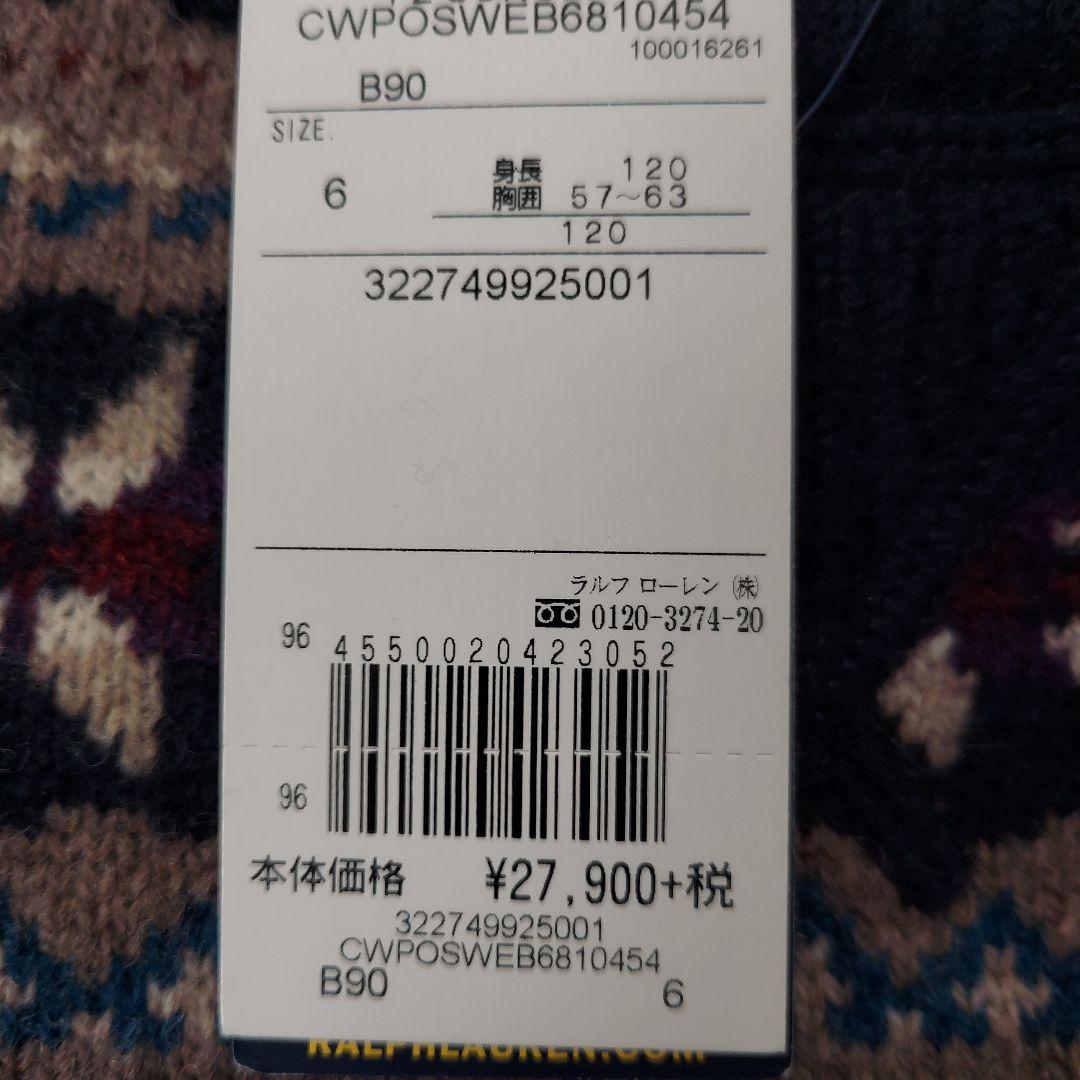 CWPOSWEB6810454
100016261
B90
SIZE.
6
身長 120
胸囲 57~63
120
322749925001
ラルフ ローレン ㈱
0120-3274-20
96 4550020423052
96
本体価格 ¥27,900+税
322749925001
CWPOSWEB6810454
B90 6
RALPHLAUREN.COM